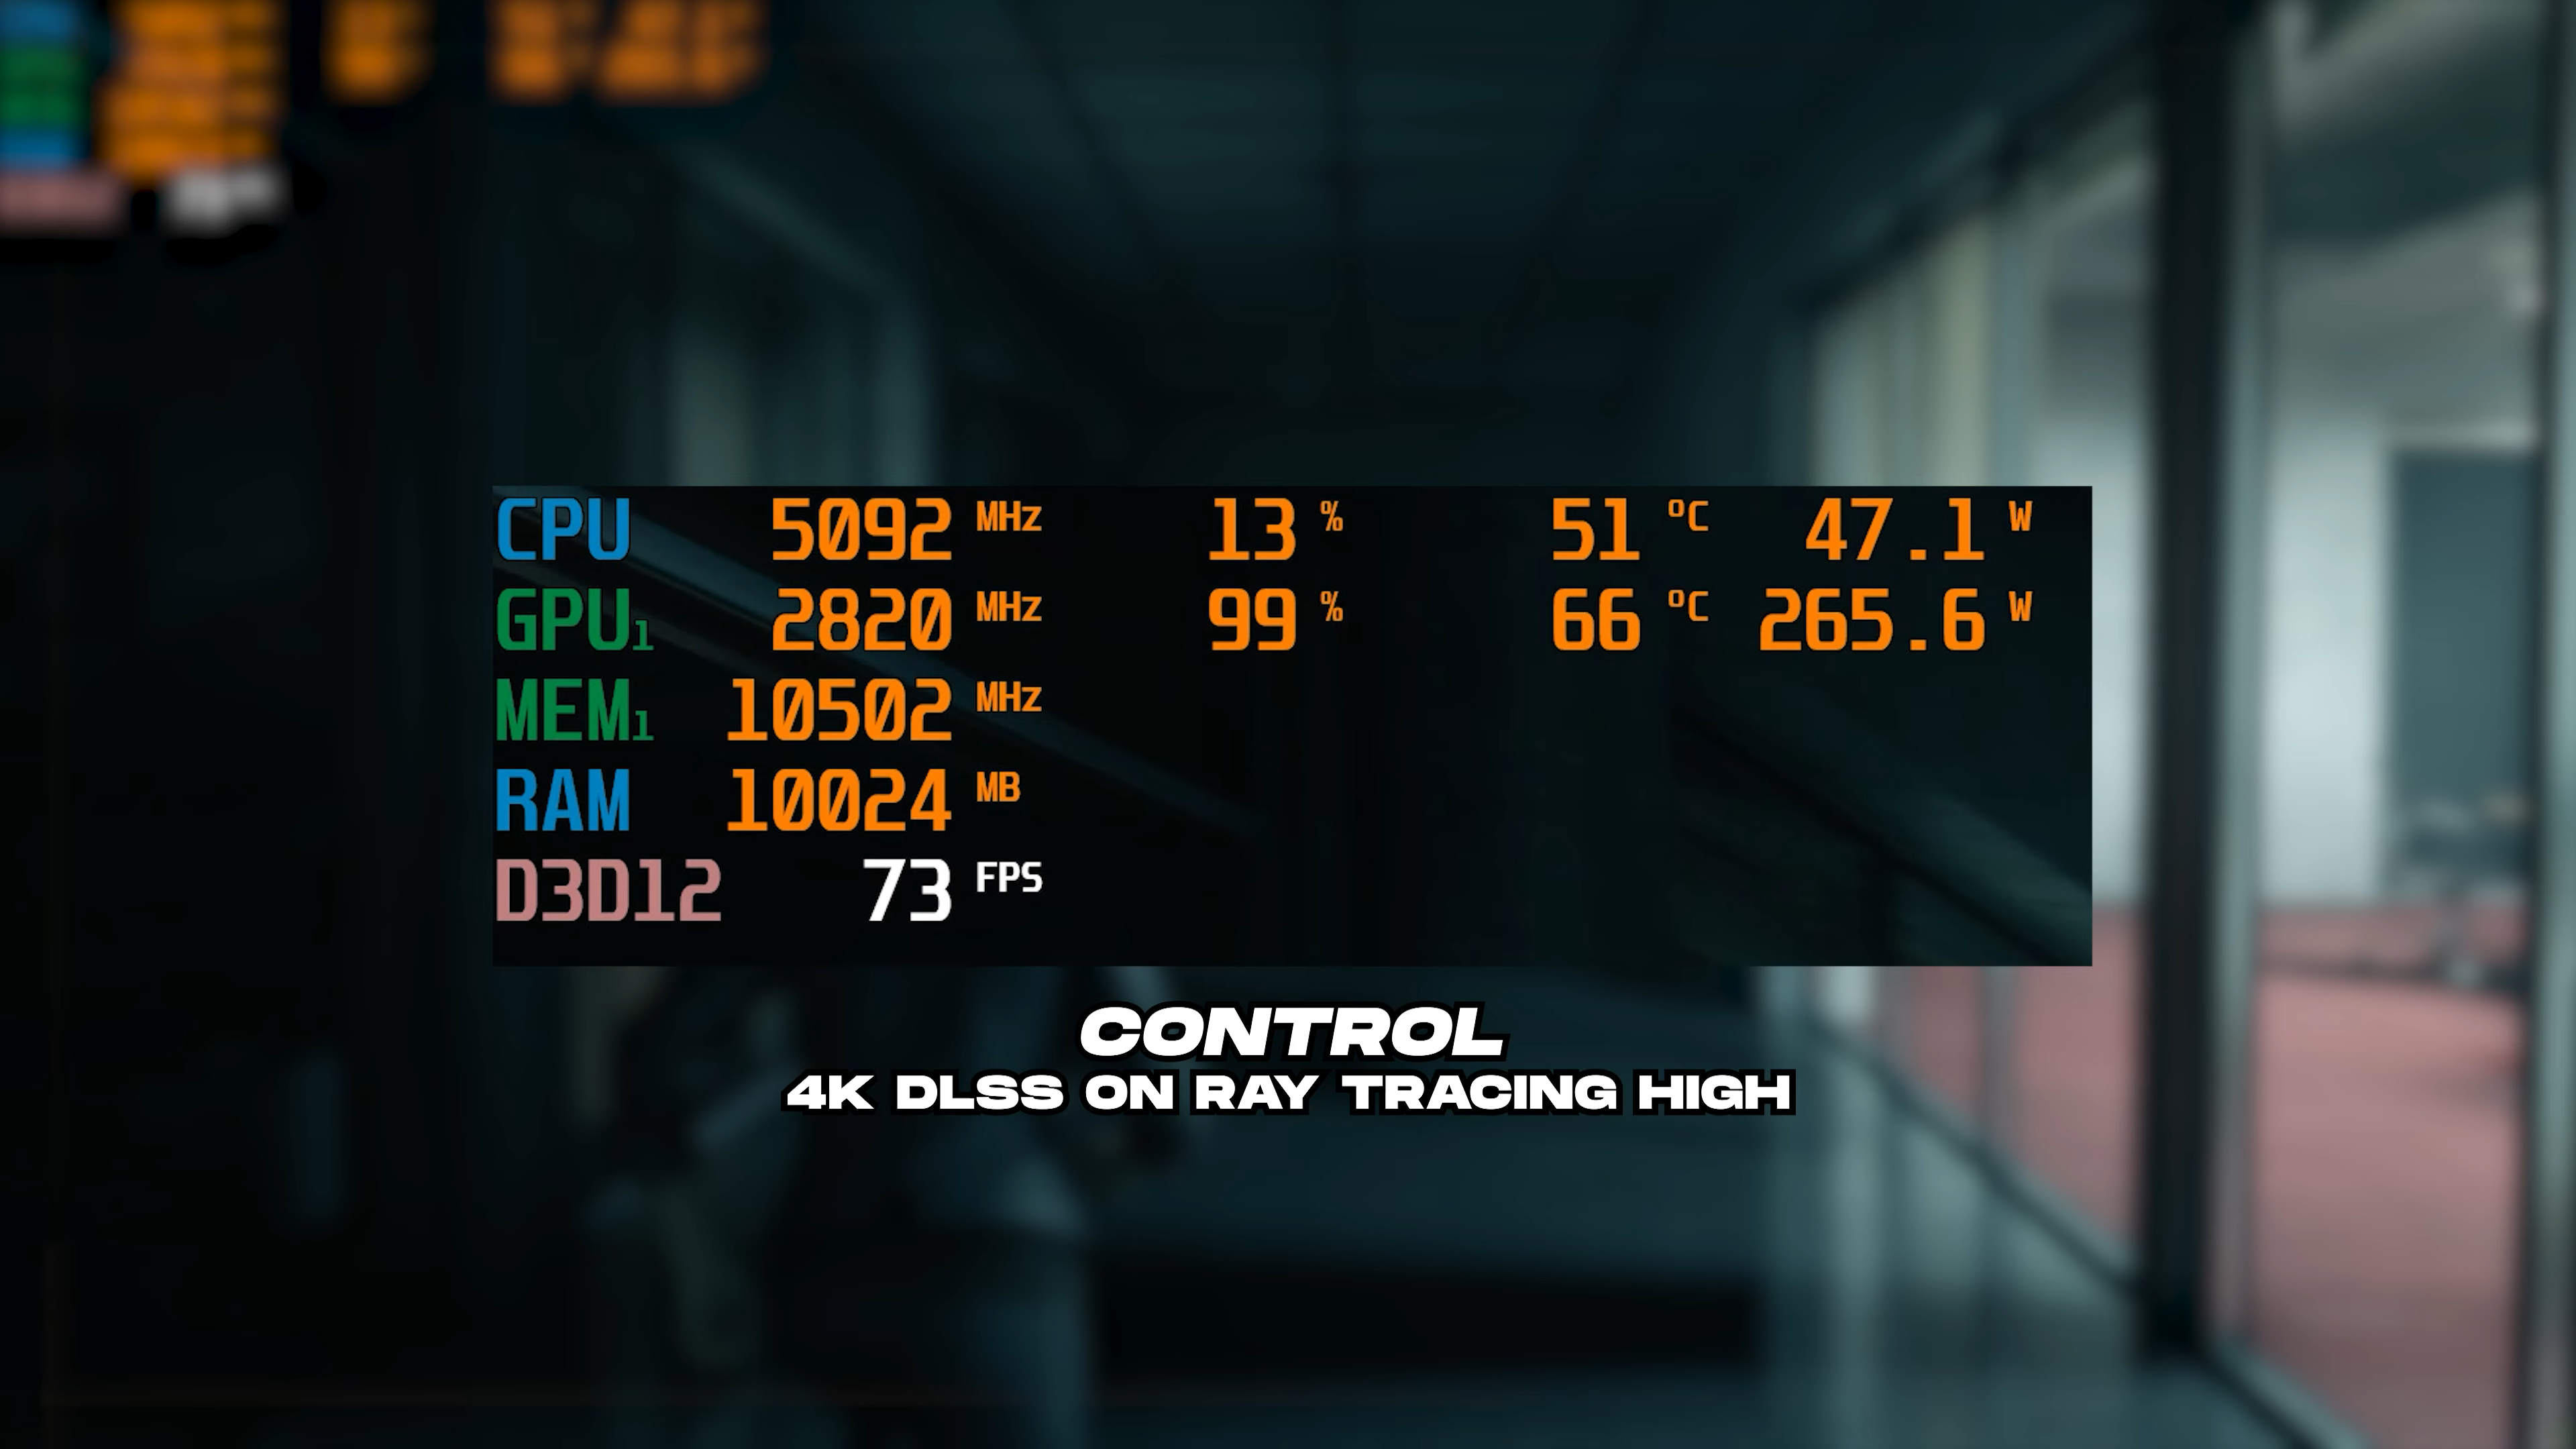 CPU 5092 MHz 13 % 51 °C 47.1 W
GPU1 2820 MHz 99 % 66 °C 265.6 W
MEM1 10502 MHz
RAM 10024 MB
D3D12 73 FPS
CONTROL
4K DLSS ON RAY TRACING HIGH